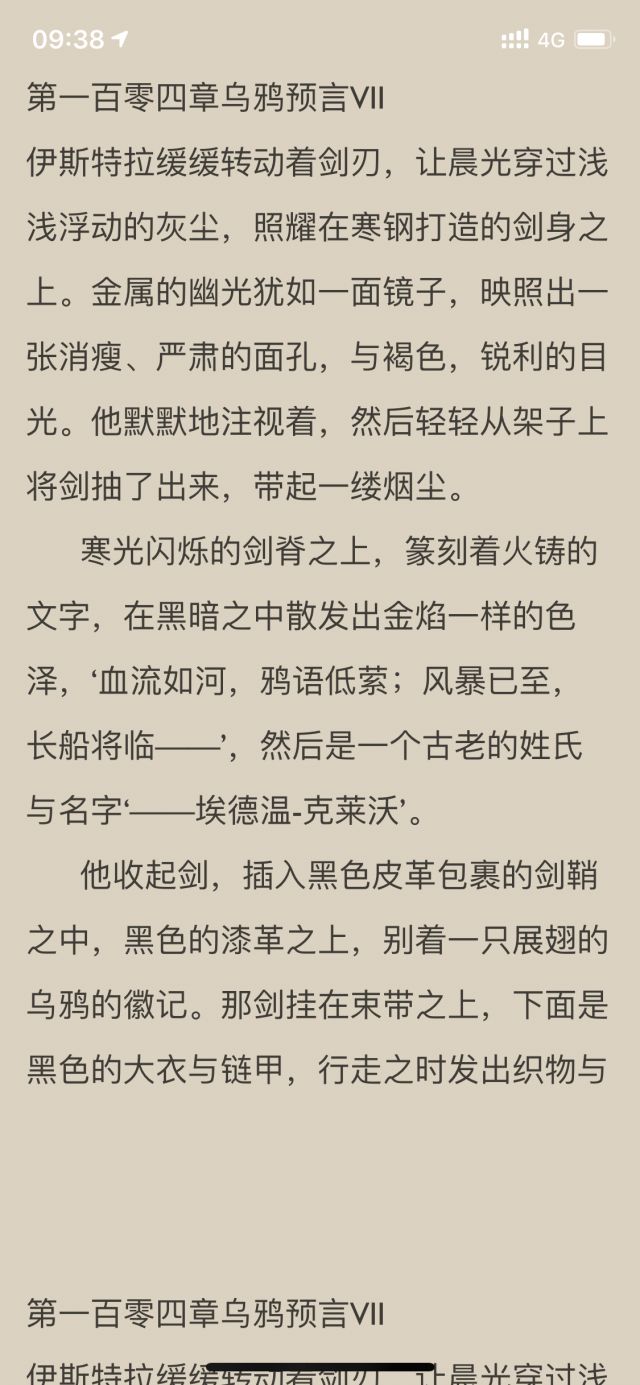 09:38
4G
第一百零四章乌鸦预言VII
伊斯特拉缓缓转动着剑刃，让晨光穿过浅
浅浮动的灰尘，照耀在寒钢打造的剑身之
上。金属的幽光犹如一面镜子，映照出一
张消瘦、严肃的面孔，与褐色，锐利的目
光。他默默地注视着，然后轻轻从架子上
将剑抽了出来，带起一缕烟尘。
寒光闪烁的剑脊之上，篆刻着火铸的
文字，在黑暗之中散发出金焰一样的色
泽，‘血流如河，鸦语低萦；风暴已至，
长船将临——’，然后是一个古老的姓氏
与名字‘——埃德温-克莱沃’。
他收起剑，插入黑色皮革包裹的剑鞘
之中，黑色的漆革之上，别着一只展翅的
乌鸦的徽记。那剑挂在束带之上，下面是
黑色的大衣与链甲，行走之时发出织物与
第一百零四章乌鸦预言VII
伊斯特拉缓缓转动着剑刃，让晨光穿过浅